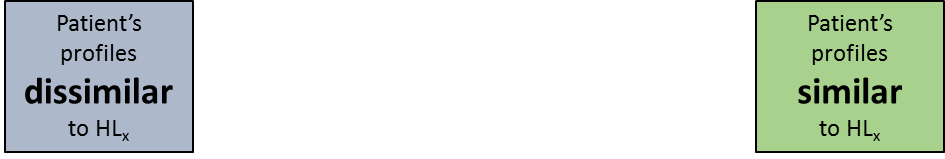 Patient’s
profiles
dissimilar
to HLx
Patient’s
profiles
similar
to HLx